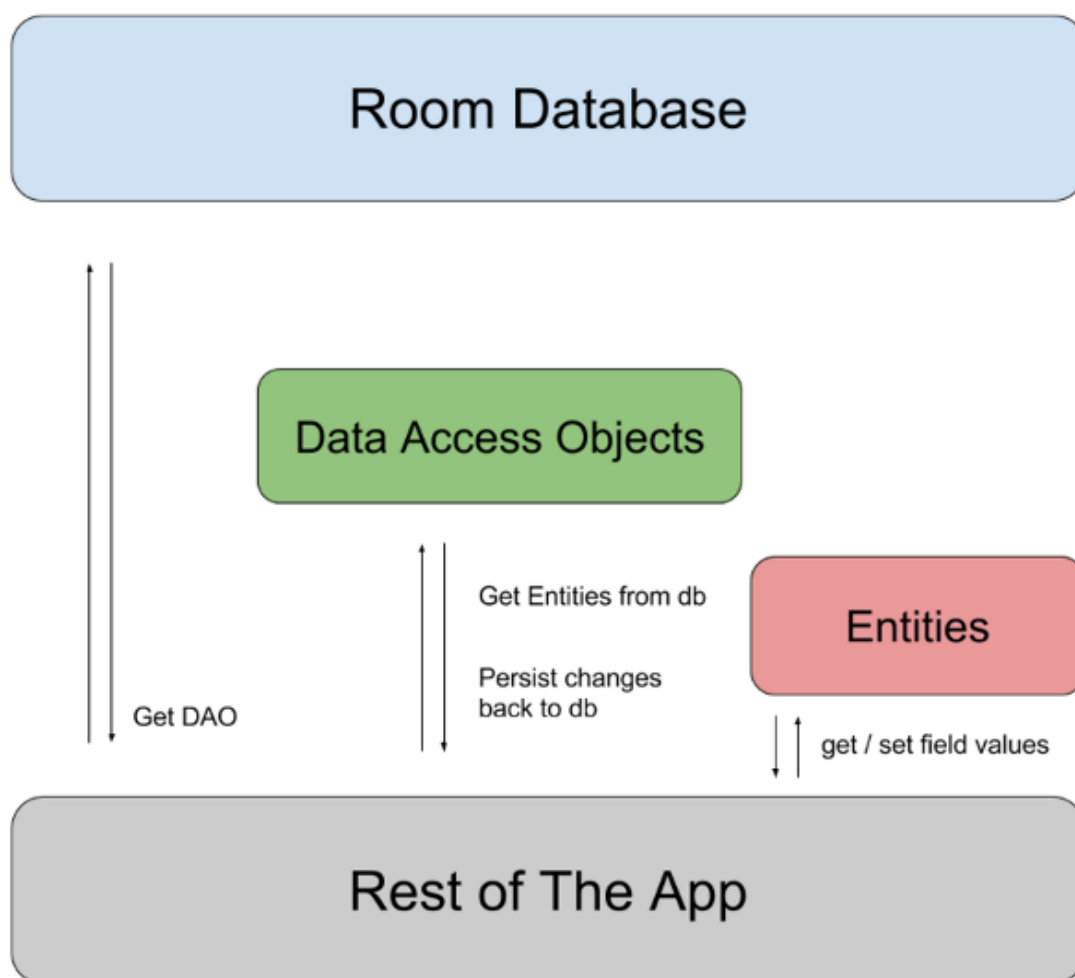 Room Database
Data Access Objects
Get Entities from db
Entities
Persist changes
back to db
Get DAO
get / set field values
Rest of The App